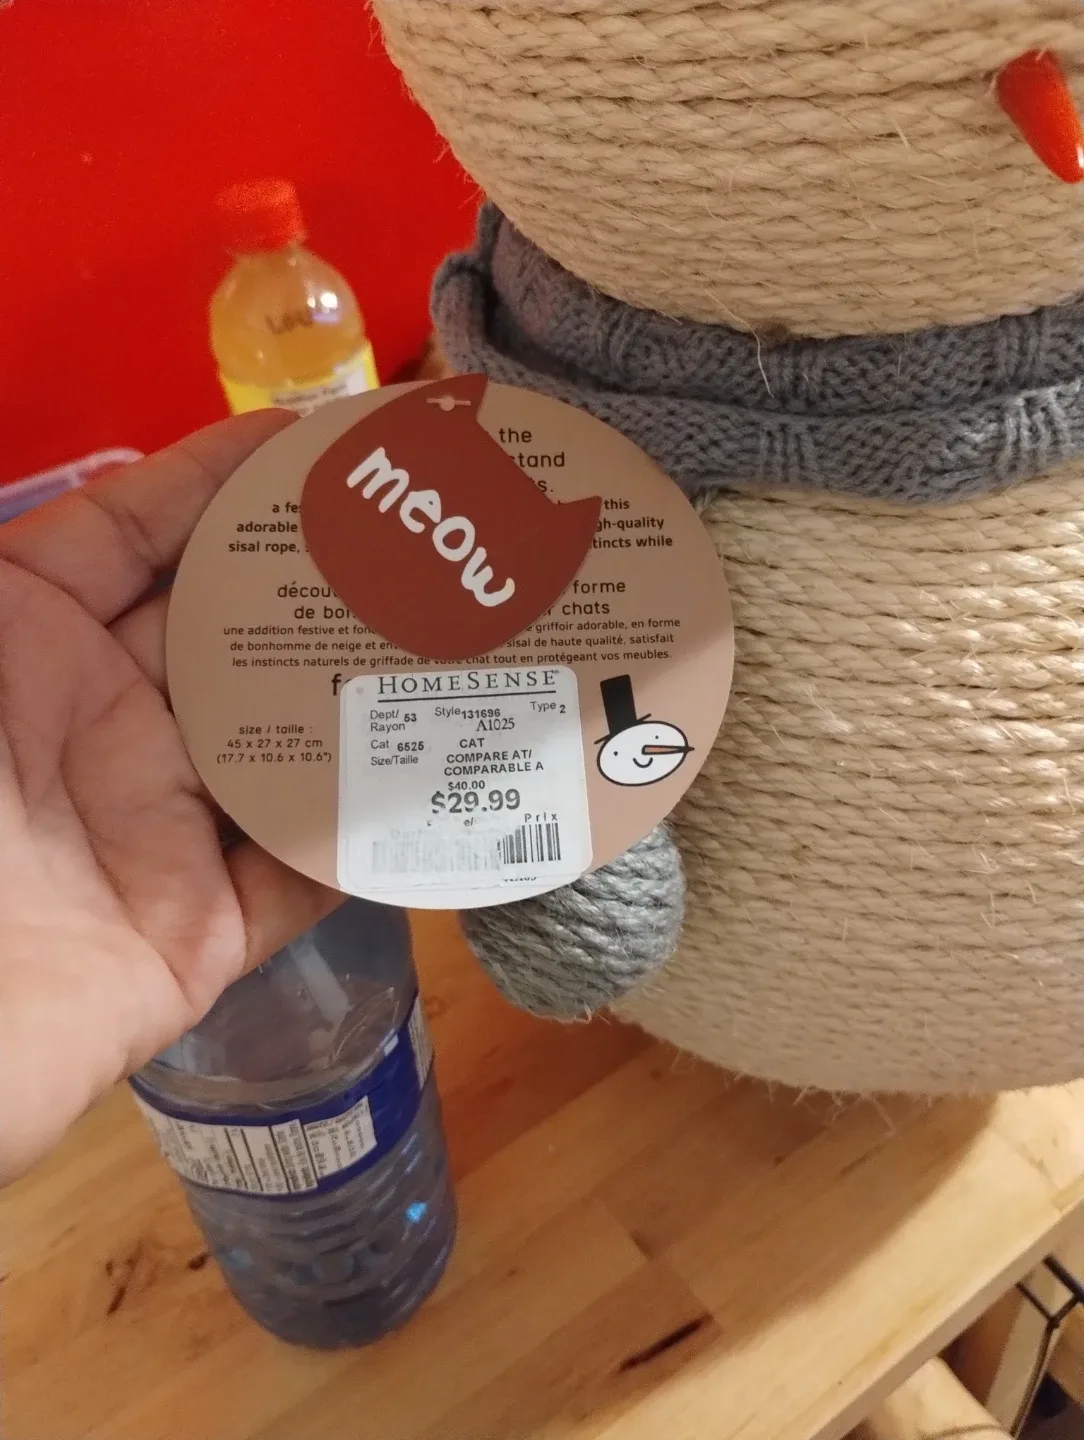 meow
the
stand
s.
a fe this
adorable gh-quality
sisal rope, tincts while
décou forme
de bon chats
une addition festive et fon griffoir adorable, en forme
de bonhomme de neige et en sisal de haute qualité, satisfait
les instincts naturels de griffade de votre chat tout en protégeant vos meubles.
f
HOMESENSE
Dept/ 53 Style 131696 Type 2
Rayon A1025
Cat 6525 CAT
Size/Taille COMPARE AT/
COMPARABLE A
$40.00
$29.99
Prix
size / taille :
45 x 27 x 27 cm
(17.7 x 10.6 x 10.6")